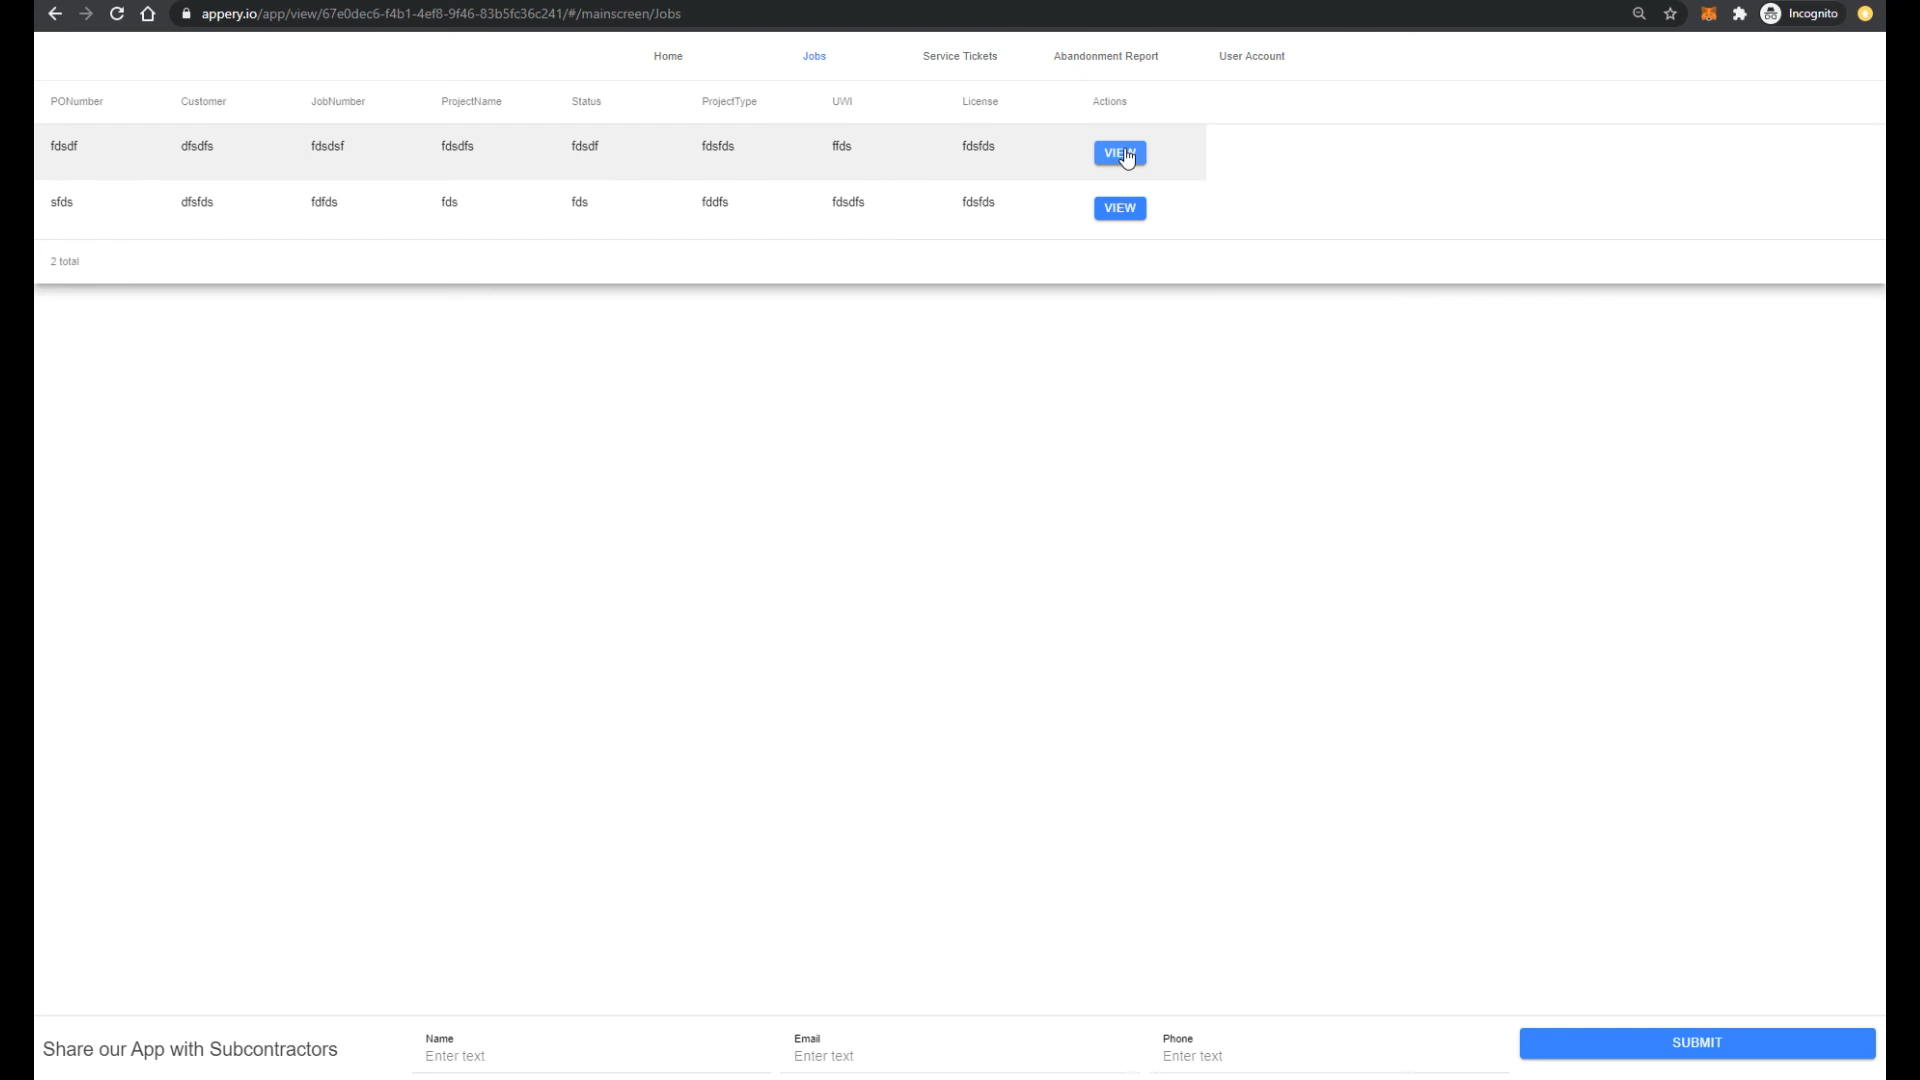 appery.io/app/view/67e0dec6-f4b1-4ef8-9f46-83b5fc36c241/#/mainscreen/Jobs Incognito
Home Jobs Service Tickets Abandonment Report User Account
PONumber Customer JobNumber ProjectName Status ProjectType UWI License Actions
fdsdf dfsdfs fdsdsf fdsdfs fdsdf fdsfds ffds fdsfds VIEW
sfds dfsfds fdfds fds fds fddfs fdsdfs fdsfds VIEW
2 total
Share our App with Subcontractors
Name
Enter text
Email
Enter text
Phone
Enter text
SUBMIT